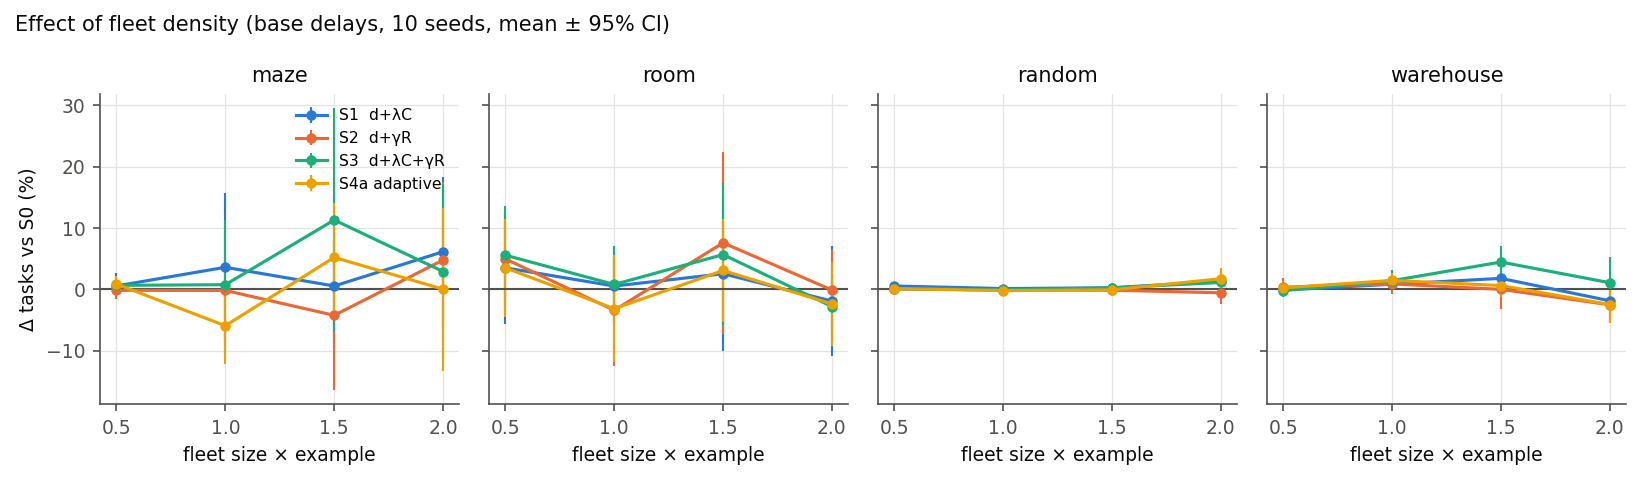 Effect of fleet density (base delays, 10 seeds, mean ± 95% CI)
maze
room
random
warehouse
Δ tasks vs S0 (%)
30
20
10
0
−10
S1 d+λC
S2 d+γR
S3 d+λC+γR
S4a adaptive
0.5 1.0 1.5 2.0
fleet size × example
0.5 1.0 1.5 2.0
fleet size × example
0.5 1.0 1.5 2.0
fleet size × example
0.5 1.0 1.5 2.0
fleet size × example